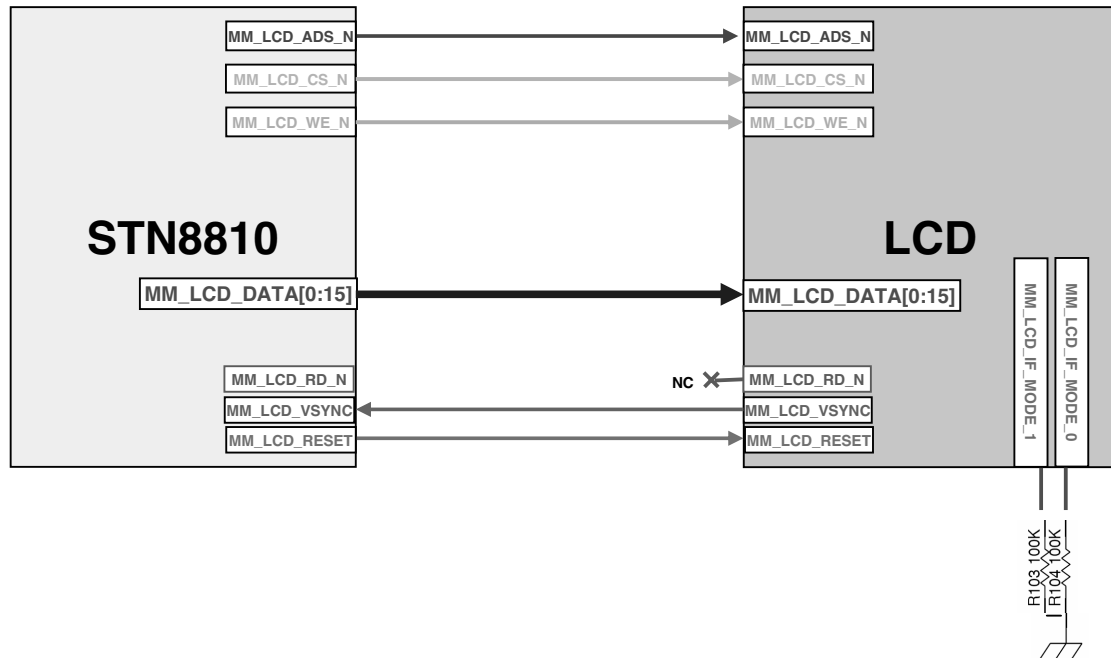 MM_LCD_ADS_N MM_LCD_ADS_N
MM_LCD_CS_N MM_LCD_CS_N
MM_LCD_WE_N MM_LCD_WE_N
STN8810 LCD
MM_LCD_DATA[0:15] MM_LCD_DATA[0:15]
MM_LCD_IF_MODE_1
MM_LCD_IF_MODE_0
MM_LCD_RD_N NC MM_LCD_RD_N
MM_LCD_VSYNC MM_LCD_VSYNC
MM_LCD_RESET MM_LCD_RESET
R103 100K
R104 100K